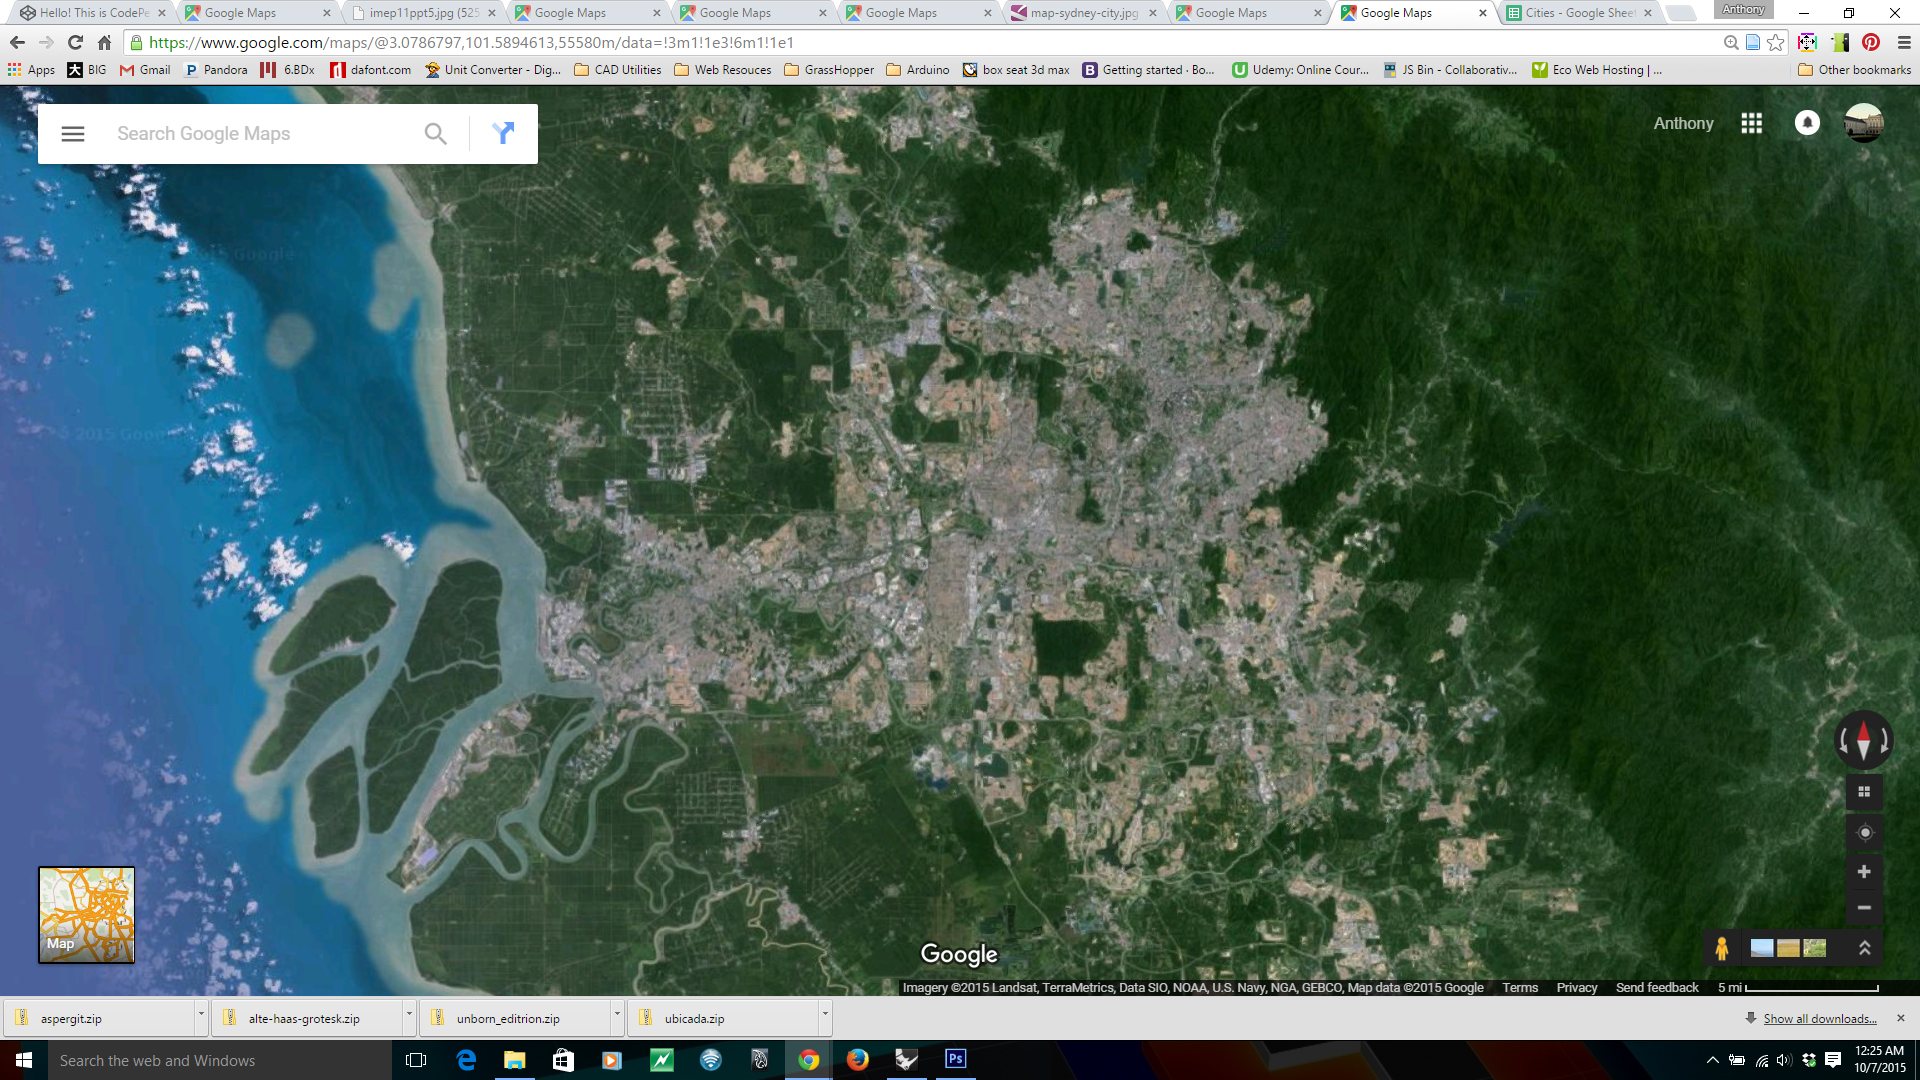 Hello! This is CodePe
Google Maps
imep11ppt5.jpg (525
Google Maps
Google Maps
Google Maps
map-sydney-city.jpg
Google Maps
Google Maps
Cities - Google Sheet
Anthony
https://www.google.com/maps/@3.0786797,101.5894613,55580m/data=!3m1!1e3!6m1!1e1
Apps
BIG
Gmail
Pandora
6.BDx
dafont.com
Unit Converter - Dig...
CAD Utilities
Web Resouces
GrassHopper
Arduino
box seat 3d max
Getting started · Bo...
Udemy: Online Cour...
JS Bin - Collaborativ...
Eco Web Hosting | ...
Other bookmarks
Search Google Maps
Anthony
2015 Google
2015 Goog
Map
Google
Imagery ©2015 Landsat, TerraMetrics, Data SIO, NOAA, U.S. Navy, NGA, GEBCO, Map data ©2015 Google
Terms
Privacy
Send feedback
5 mi
aspergit.zip
alte-haas-grotesk.zip
unborn_editrion.zip
ubicada.zip
Show all downloads...
Search the web and Windows
Ps
12:25 AM
10/7/2015